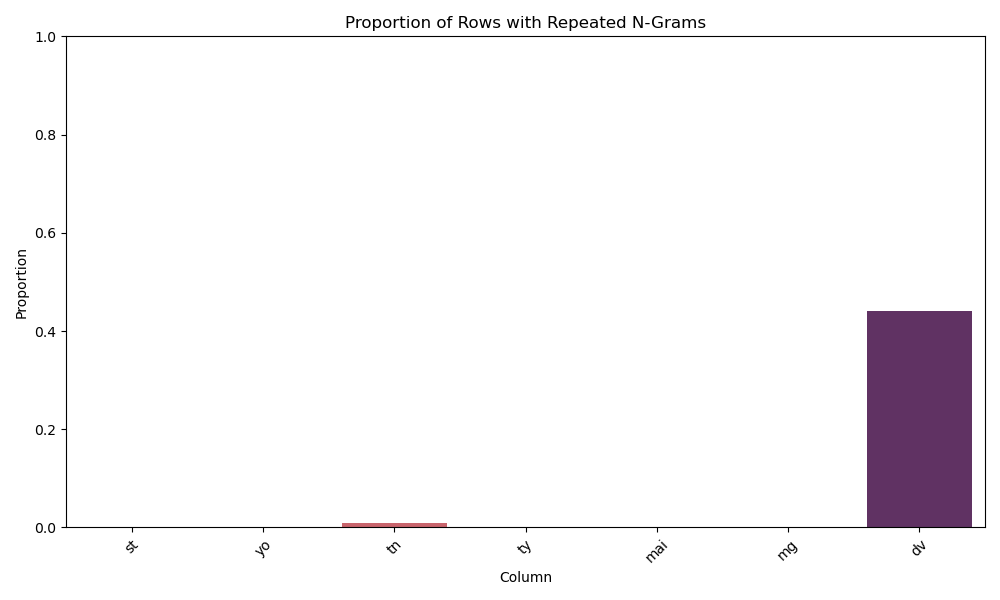 Proportion of Rows with Repeated N-Grams
1.0
0.8
0.6
0.4
0.2
0.0
Proportion
st yo tn ty mai mg dv
Column